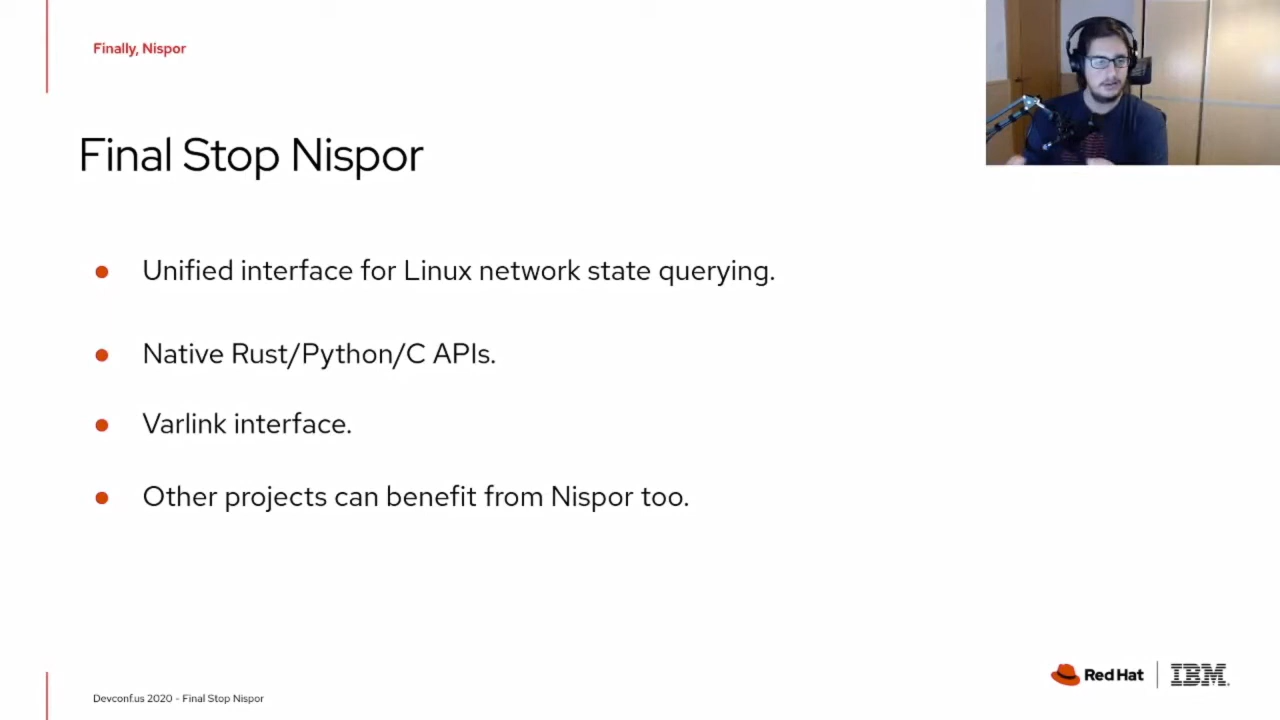 Finally, Nispor
Final Stop Nispor
Unified interface for Linux network state querying.
Native Rust/Python/C APIs.
Varlink interface.
Other projects can benefit from Nispor too.
Red Hat
IBM
Devconf.us 2020 - Final Stop Nispor